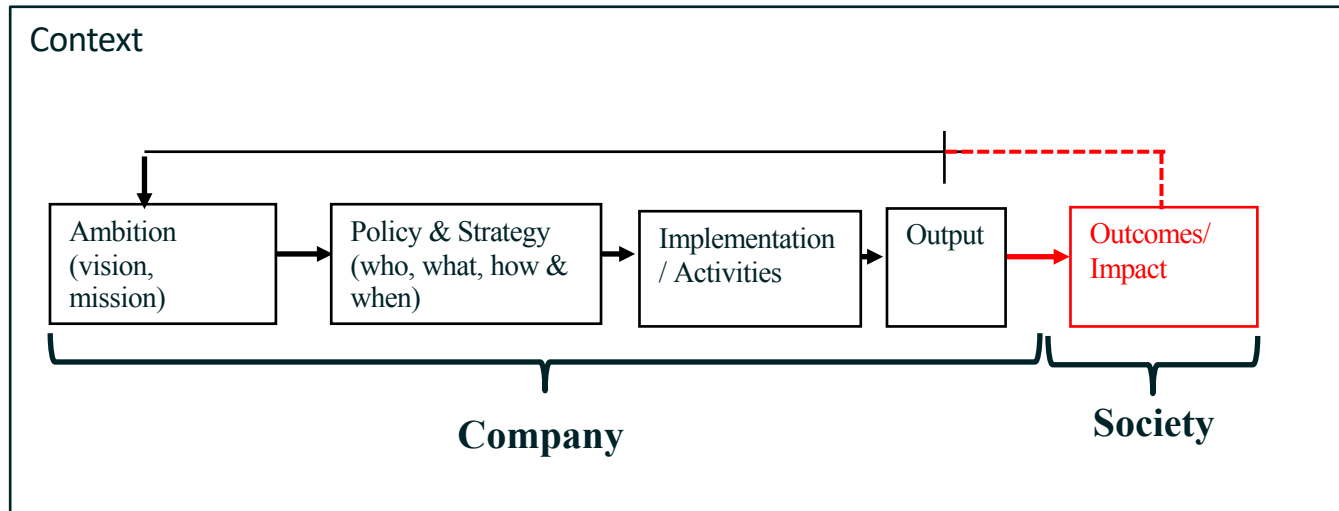 Context
Ambition
(vision,
mission)
Policy & Strategy
(who, what, how &
when)
Implementation
/ Activities
Output
Outcomes/
Impact
Company
Society